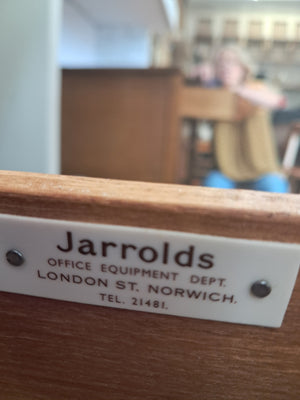 Jarrolds
OFFICE EQUIPMENT DEPT.
LONDON ST. NORWICH.
TEL. 21481.